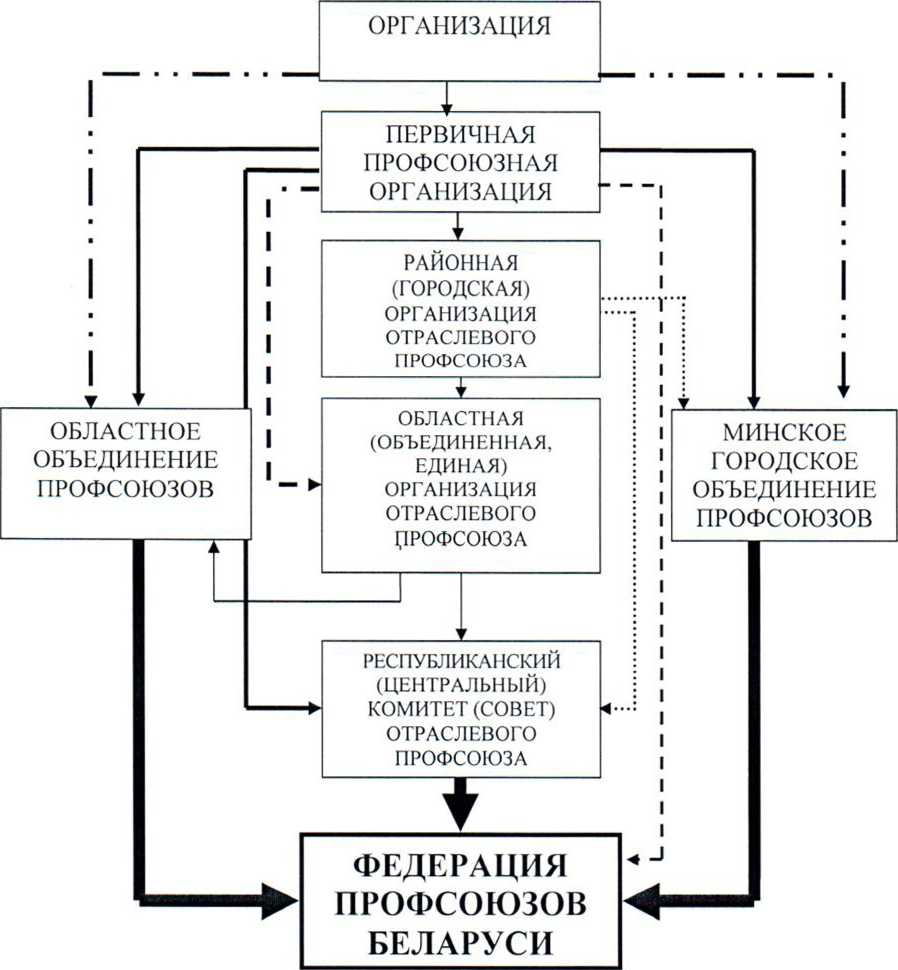 ОРГАНИЗАЦИЯ
ПЕРВИЧНАЯ
ПРОФСОЮЗНАЯ
ОРГАНИЗАЦИЯ
РАЙОННАЯ
(ГОРОДСКАЯ)
ОРГАНИЗАЦИЯ
ОТРАСЛЕВОГО
ПРОФСОЮЗА
ОБЛАСТНОЕ
ОБЪЕДИНЕНИЕ
ПРОФСОЮЗОВ
ОБЛАСТНАЯ
(ОБЪЕДИНЕННАЯ,
ЕДИНАЯ)
ОРГАНИЗАЦИЯ
ОТРАСЛЕВОГО
ПРОФСОЮЗА
МИНСКОЕ
ГОРОДСКОЕ
ОБЪЕДИНЕНИЕ
ПРОФСОЮЗОВ
РЕСПУБЛИКАНСКИЙ
(ЦЕНТРАЛЬНЫЙ)
КОМИТЕТ (СОВЕТ)
ОТРАСЛЕВОГО
ПРОФСОЮЗА
ФЕДЕРАЦИЯ
ПРОФСОЮЗОВ
БЕЛАРУСИ